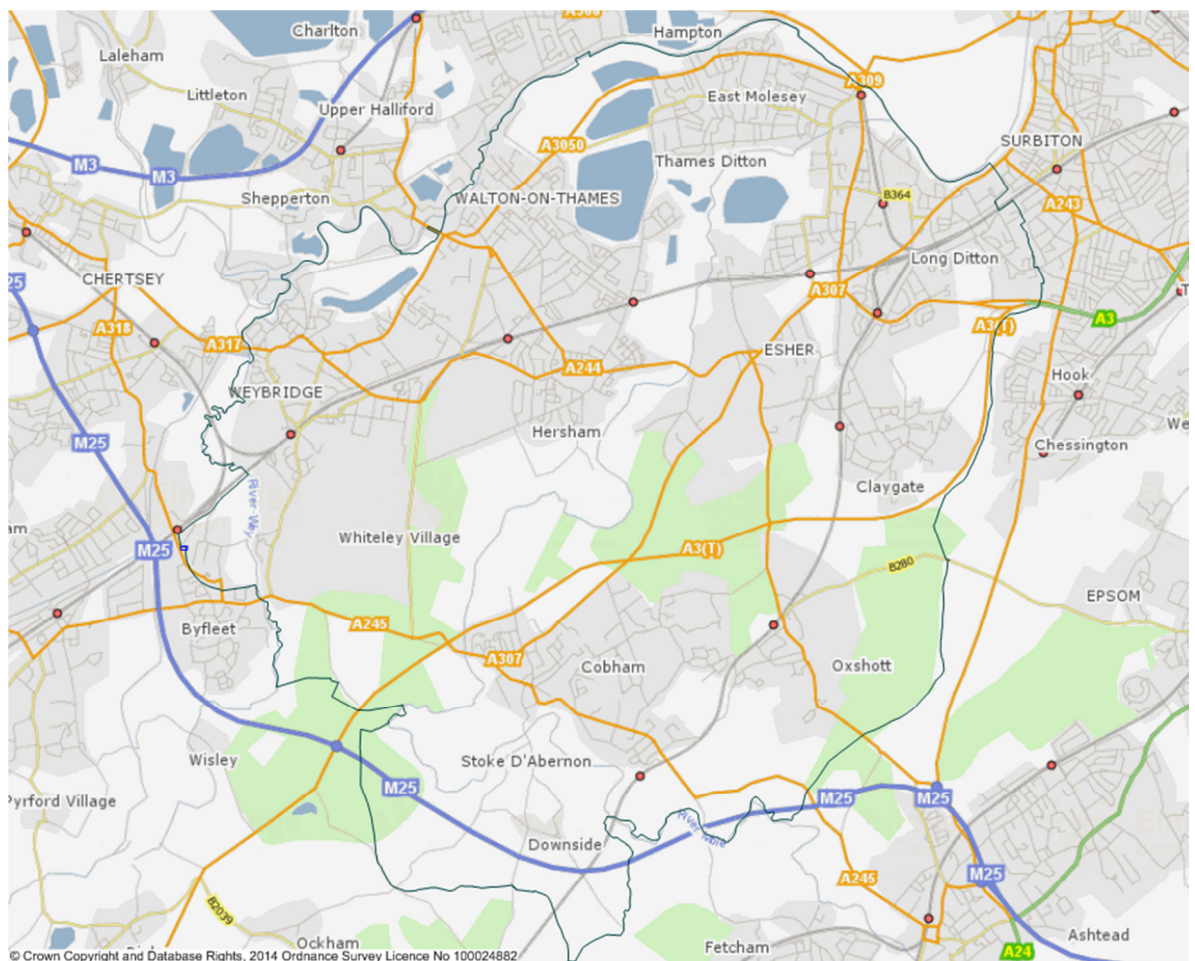 A308
Charlton
Hampton
Laleham
A309
Littleton
East Molesey
Upper Halliford
A3050
SURBITON
M3
M3
Thames Ditton
Shepperton
WALTON-ON-THAMES
B364
A243
CHERTSEY
Long Ditton
25
A307
T
A318
A3(T)
A3
A317
ESHER
A244
Hook
WEYBRIDGE
We
Hersham
M25
Chessington
Claygate
River Wey
am
Whiteley Village
M25
A3(T)
B280
EPSOM
A245
Byfleet
A307
Cobham
Oxshott
Wisley
Stoke D'Abernon
M25
M25
M25
Pyrford Village
River Mole
Downside
M25
A245
B2039
Ockham
Fetcham
Ashtead
A24
© Crown Copyright and Database Rights, 2014 Ordnance Survey Licence No 100024882